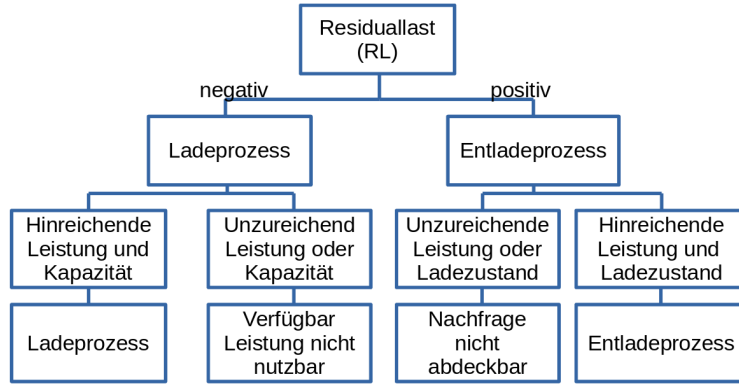 Residuallast
(RL)
negativ
positiv
Ladeprozess
Entladeprozess
Hinreichende
Leistung und
Kapazität
Unzureichend
Leistung oder
Kapazität
Unzureichende
Leistung oder
Ladezustand
Hinreichende
Leistung und
Ladezustand
Ladeprozess
Verfügbar
Leistung nicht
nutzbar
Nachfrage
nicht
abdeckbar
Entladeprozess